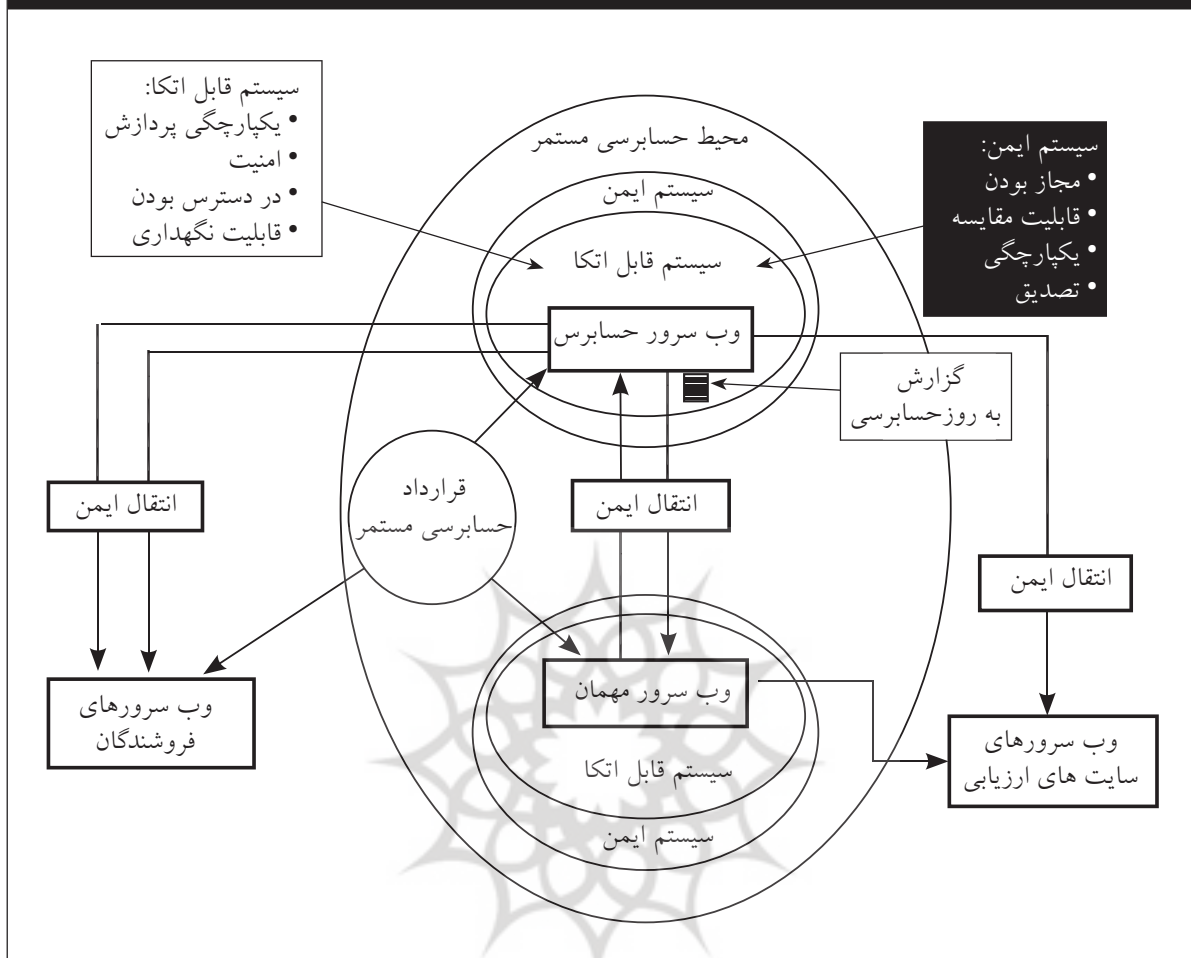 سیستم قابل اتکا:
• یکپارچگی پردازش
• امنیت
• در دسترس بودن
• قابلیت نگهداری
محیط حسابرسی مستمر
سیستم ایمن:
• مجاز بودن
• قابلیت مقایسه
• یکپارچگی
• تصدیق
سیستم ایمن
سیستم قابل اتکا
وب سرور حسابرس
گزارش
به روزحسابرسی
قرارداد
حسابرسی مستمر
انتقال ایمن
انتقال ایمن
انتقال ایمن
وب سرور مهمان
وب سرورهای
فروشندگان
وب سرورهای
سایت های ارزیابی
سیستم قابل اتکا
سیستم ایمن